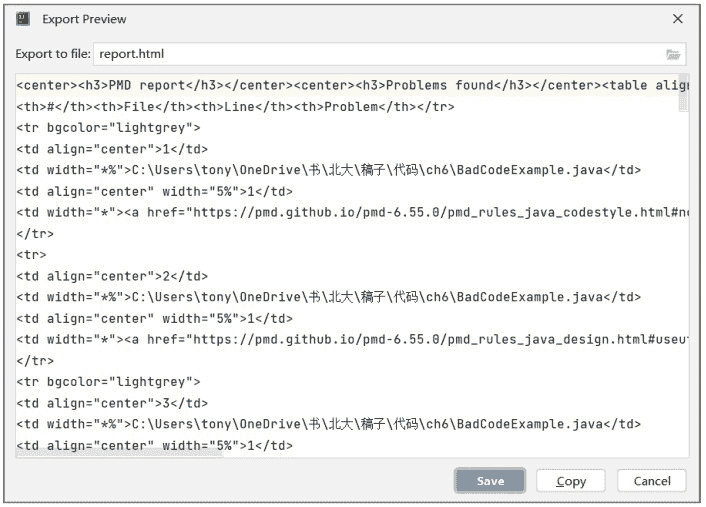 Export Preview
Export to file: report.html
<center><h3>PMD report</h3></center><center><h3>Problems found</h3></center><table alig
<th>#</th><th>File</th><th>Line</th><th>Problem</th></tr>
<tr bgcolor="lightgrey">
<td align="center">1</td>
<td width="*%">C:\Users\tony\OneDrive\书\北大\稿子\代码\ch6\BadCodeExample.java</td>
<td align="center" width="5%">1</td>
<td width="*"><a href="https://pmd.github.io/pmd-6.55.0/pmd_rules_java_codestyle.html#no
</tr>
<tr>
<td align="center">2</td>
<td width="*%">C:\Users\tony\OneDrive\书\北大\稿子\代码\ch6\BadCodeExample.java</td>
<td align="center" width="5%">1</td>
<td width="*"><a href="https://pmd.github.io/pmd-6.55.0/pmd_rules_java_design.html#useut
</tr>
<tr bgcolor="lightgrey">
<td align="center">3</td>
<td width="*%">C:\Users\tony\OneDrive\书\北大\稿子\代码\ch6\BadCodeExample.java</td>
<td align="center" width="5%">1</td>
Save Copy Cancel